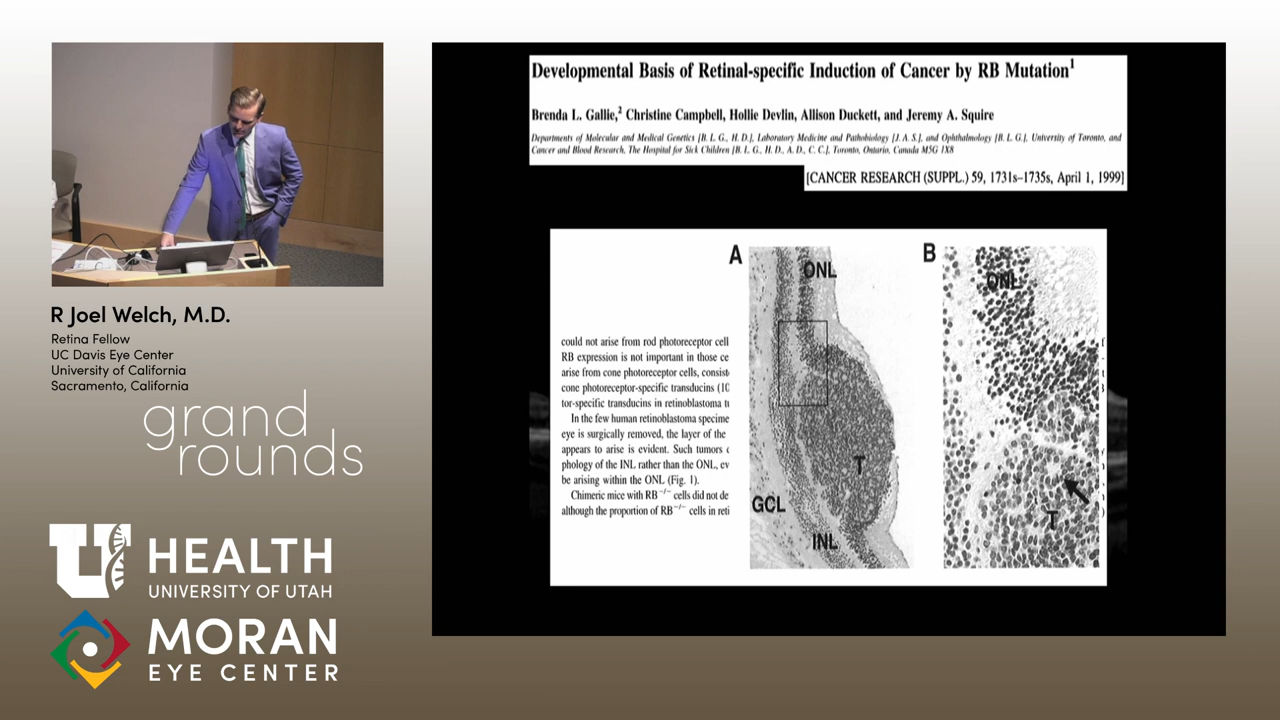 R Joel Welch, M.D.
Retina Fellow
UC Davis Eye Center
University of California
Sacramento, California
grand
rounds
U
HEALTH
UNIVERSITY OF UTAH
MORAN
EYE CENTER
Developmental Basis of Retinal-specific Induction of Cancer by RB Mutation1
Brenda L. Gallie,2 Christine Campbell, Hollie Devlin, Allison Duckett, and Jeremy A. Squire
Departments of Molecular and Medical Genetics [B. L. G., H. D.], Laboratory Medicine and Pathobiology [J. A. S.], and Ophthalmology [B. L. G.], University of Toronto, and
Cancer and Blood Research, The Hospital for Sick Children [B. L. G., H. D., A. D., C. C.], Toronto, Ontario, Canada M5G 1X8
[CANCER RESEARCH (SUPPL.) 59, 1731s–1735s, April 1, 1999]
could not arise from rod photoreceptor cell
RB expression is not important in those ce
arise from cone photoreceptor cells, consist
cone photoreceptor-specific transducins (10
tor-specific transducins in retinoblastoma tu
In the few human retinoblastoma specime
eye is surgically removed, the layer of the
appears to arise is evident. Such tumors
phology of the INL rather than the ONL, ev
be arising within the ONL (Fig. 1).
Chimeric mice with RB−/− cells did not de
although the proportion of RB−/− cells in reti
A
ONL
T
GCL
INL
B
ONL
T